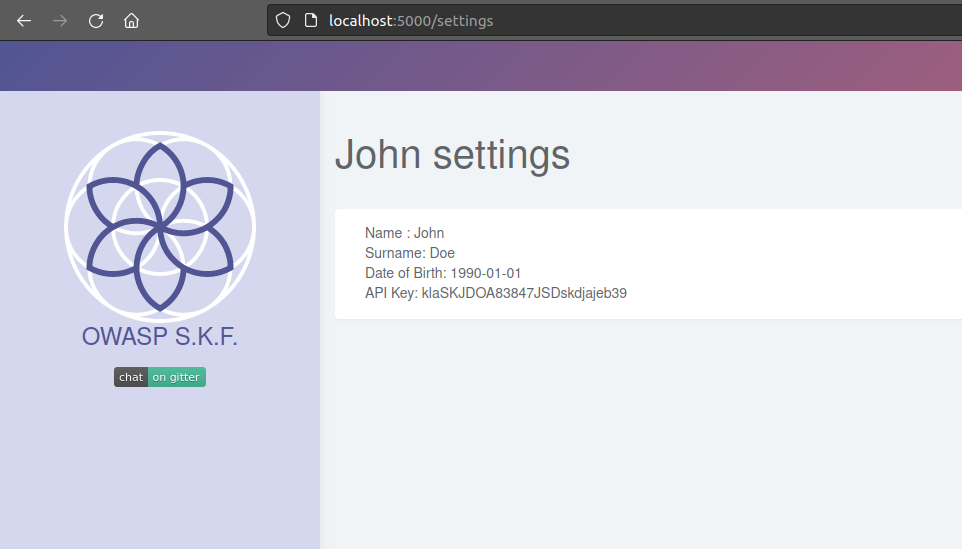 localhost:5000/settings
John settings
Name : John
Surname: Doe
Date of Birth: 1990-01-01
API Key: klaSKJDOA83847JSDskdjajeb39
OWASP S.K.F.
chat on gitter